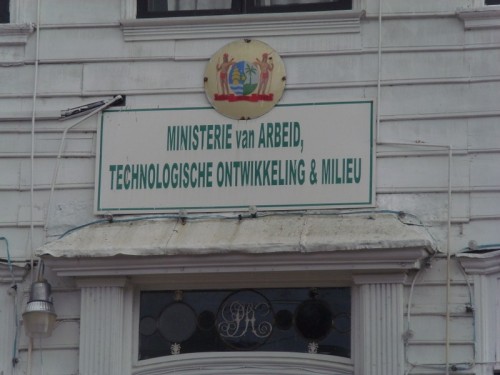 MINISTERIE van ARBEID,
TECHNOLOGISCHE ONTWIKKELING & MILIEU